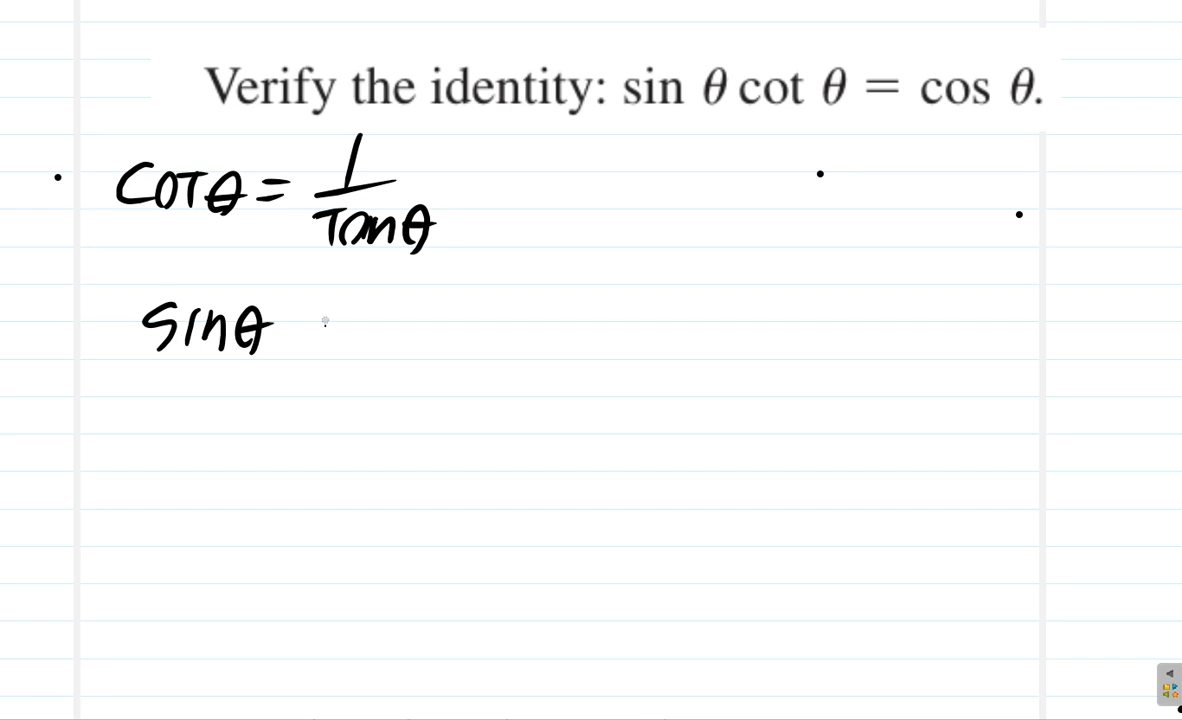 Verify the identity: sin θ cot θ = cos θ.
COTθ = 1/Tanθ
sinθ